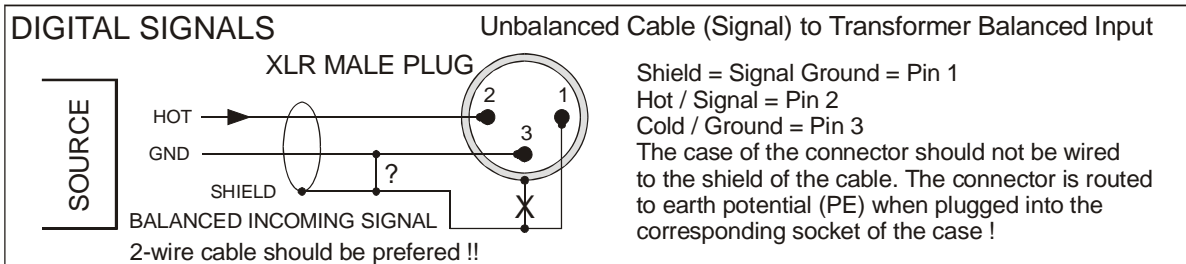 DIGITAL SIGNALS
Unbalanced Cable (Signal) to Transformer Balanced Input
XLR MALE PLUG
SOURCE
HOT
GND
SHIELD
?
2
1
3
X
BALANCED INCOMING SIGNAL
2-wire cable should be prefered !!
Shield = Signal Ground = Pin 1
Hot / Signal = Pin 2
Cold / Ground = Pin 3
The case of the connector should not be wired
to the shield of the cable. The connector is routed
to earth potential (PE) when plugged into the
corresponding socket of the case !